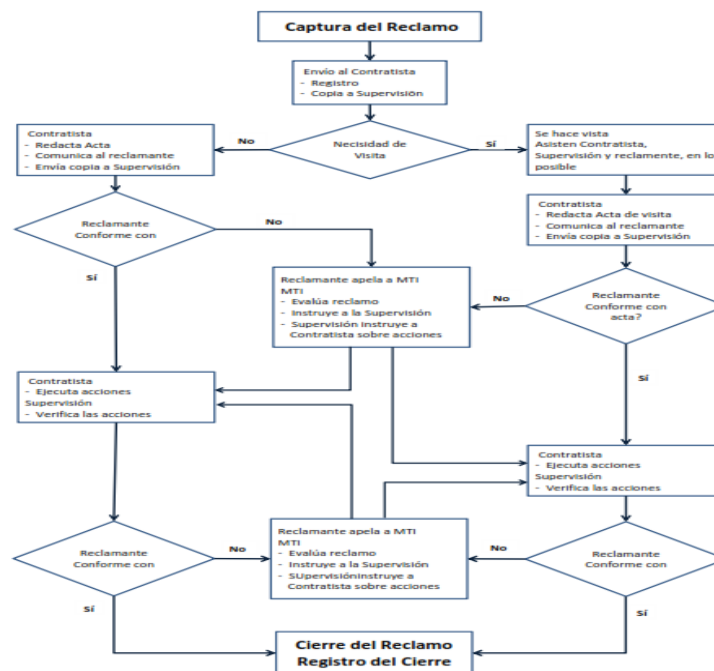 Captura del Reclamo
Envío al Contratista
- Registro
- Copia a Supervisión
Necisidad de
Visita
No
Sí
Contratista
- Redacta Acta
- Comunica al reclamante
- Envía copia a Supervisión
Se hace vista
Asisten Contratista,
Supervisión y reclamente, en lo
posible
Contratista
- Redacta Acta de visita
- Comunica al reclamante
- Envía copia a Supervisión
Reclamante
Conforme con
No
Sí
Reclamante apela a MTI
MTI
- Evalúa reclamo
- Instruye a la Supervisión
- Supervisión instruye a
Contratista sobre acciones
No
Reclamante
Conforme con
acta?
Sí
Contratista
- Ejecuta acciones
Supervisión
- Verifica las acciones
Contratista
- Ejecuta acciones
Supervisión
- Verifica las acciones
Reclamante
Conforme con
No
Sí
Reclamante apela a MTI
MTI
- Evalúa reclamo
- Instruye a la Supervisión
- SUpervisióninstruye a
Contratista sobre acciones
No
Reclamante
Conforme con
Sí
Cierre del Reclamo
Registro del Cierre